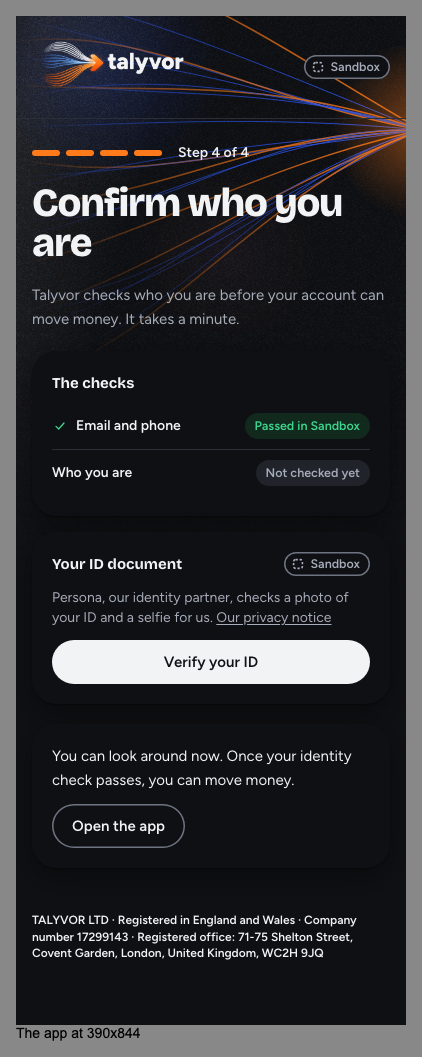 talyvor
Sandbox
Step 4 of 4
Confirm who you
are
Talyvor checks who you are before your account can
move money. It takes a minute.
The checks
Email and phone
Passed in Sandbox
Who you are
Not checked yet
Your ID document
Sandbox
Persona, our identity partner, checks a photo of
your ID and a selfie for us. Our privacy notice
Verify your ID
You can look around now. Once your identity
check passes, you can move money.
Open the app
TALYVOR LTD · Registered in England and Wales · Company
number 17299143 · Registered office: 71-75 Shelton Street,
Covent Garden, London, United Kingdom, WC2H 9JQ
The app at 390x844